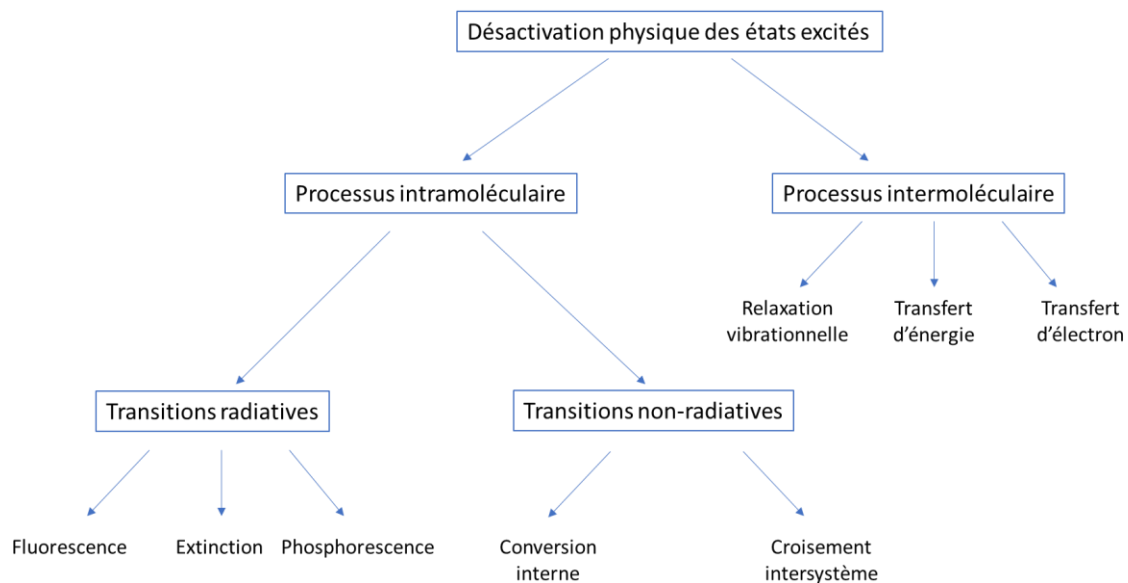 Désactivation physique des états excités
Processus intramoléculaire
Processus intermoléculaire
Relaxation
vibrationnelle
Transfert
d’énergie
Transfert
d’électron
Transitions radiatives
Transitions non-radiatives
Fluorescence
Extinction
Phosphorescence
Conversion
interne
Croisement
intersystème